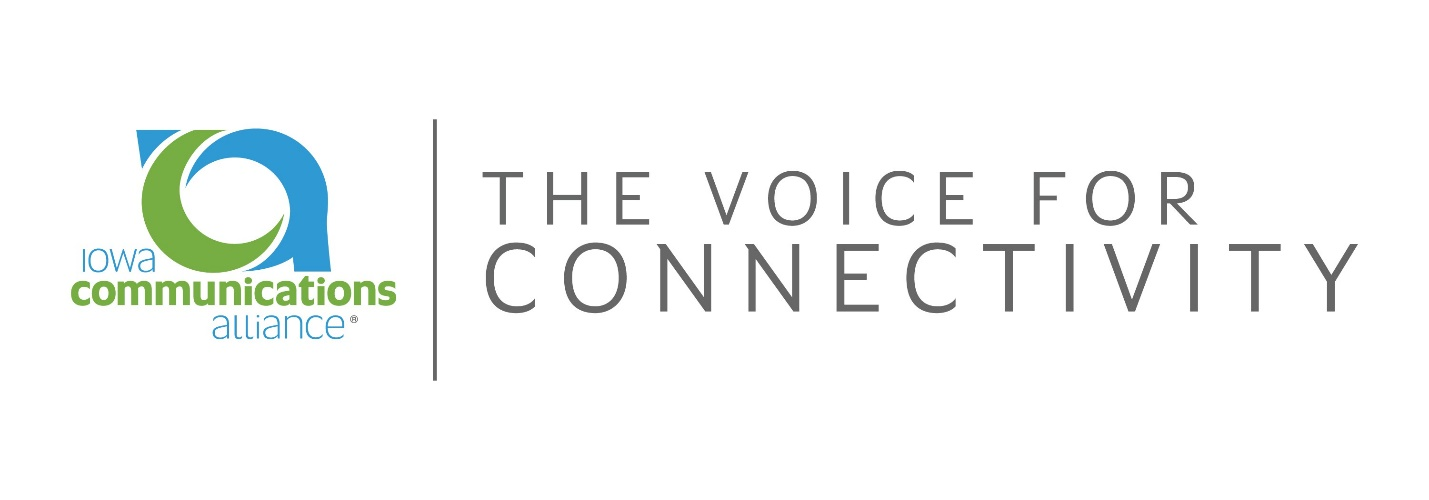 iowa
communications
alliance®
THE VOICE FOR
CONNECTIVITY